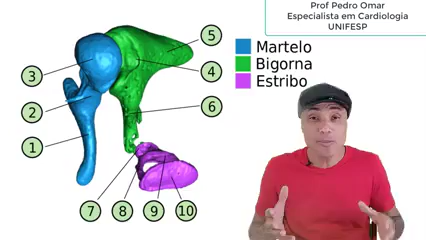 Prof Pedro Omar
Especialista em Cardiologia
UNIFESP
5
Martelo
3
4
Bigorna
Estribo
2
6
1
7
8
9
10